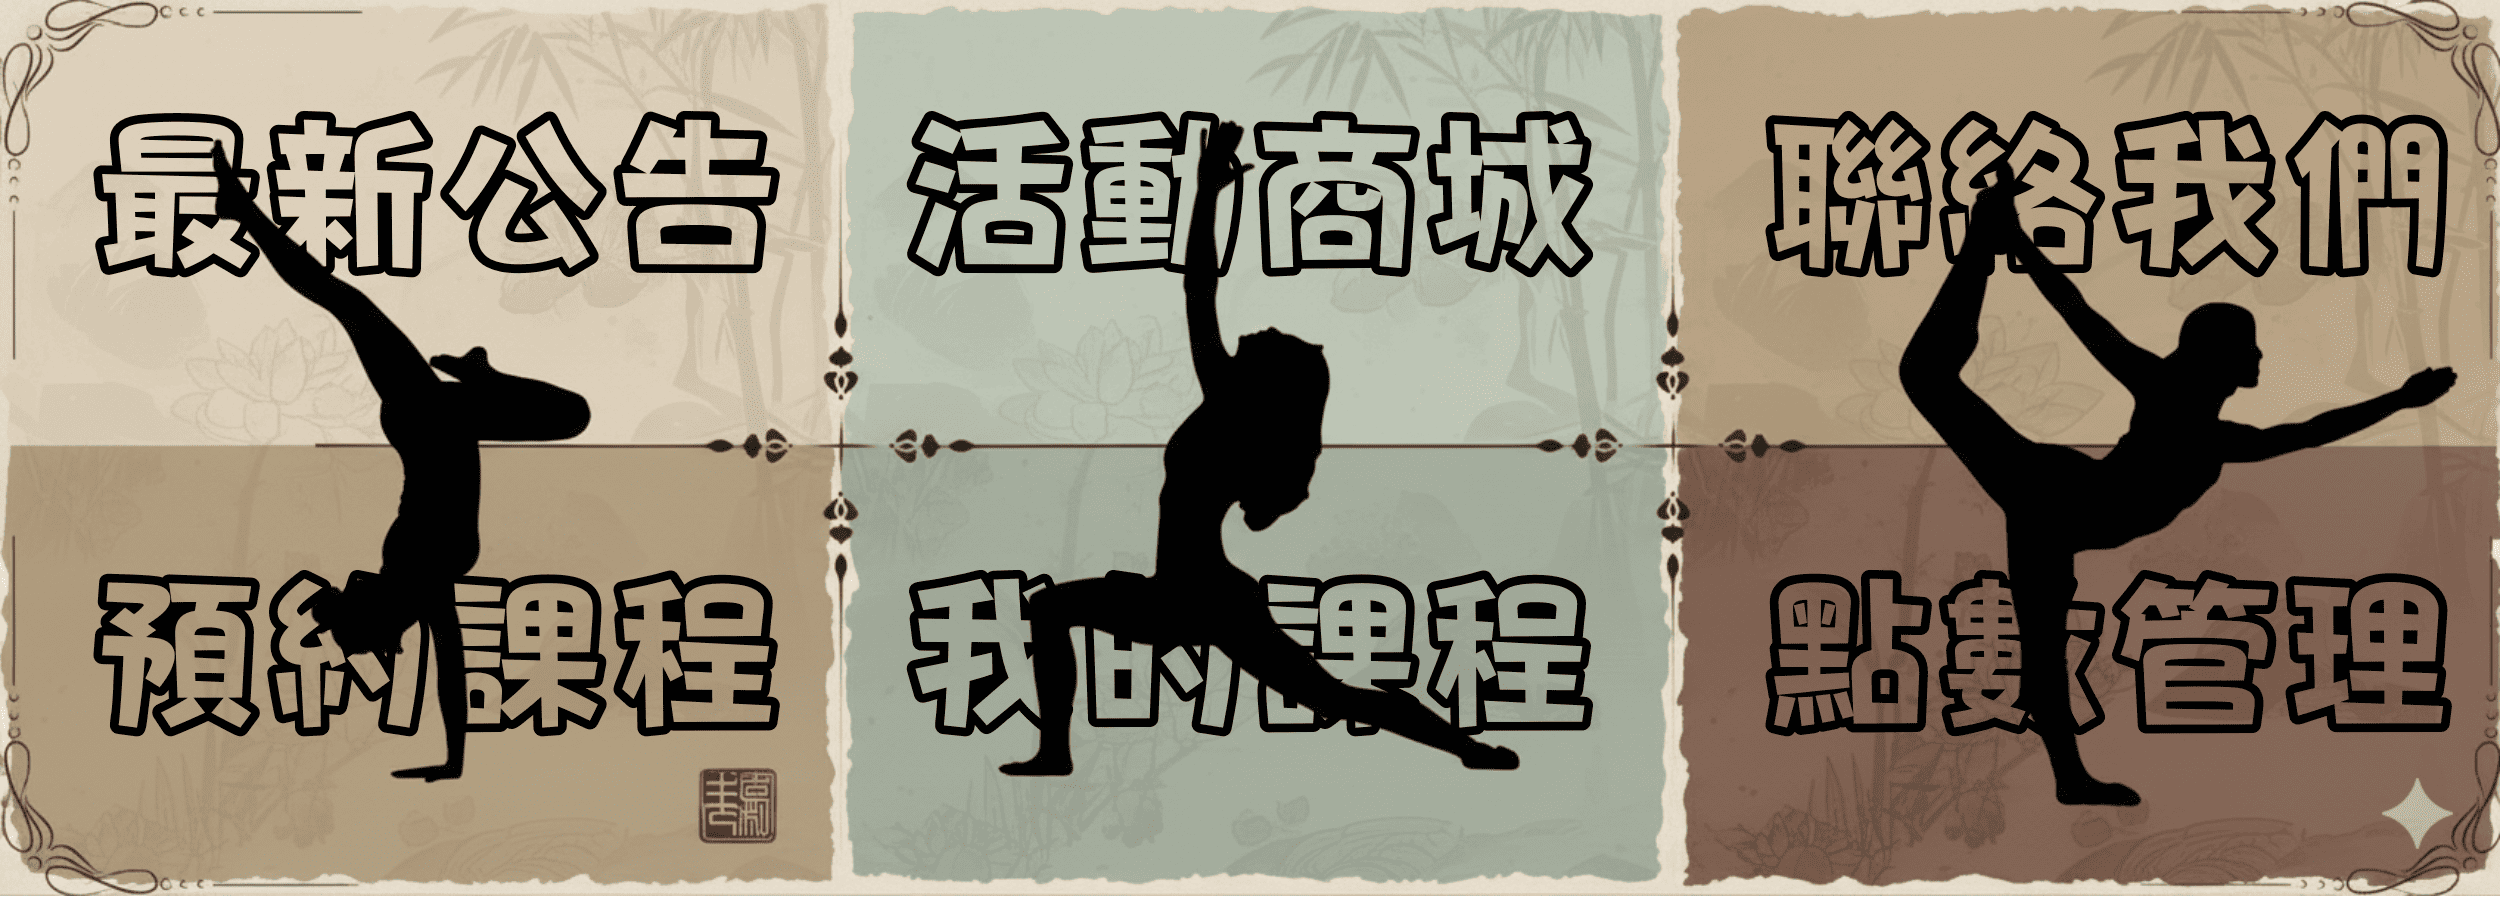 最新公告
活動商城
聯絡我們
預約課程
我的課程
點數管理